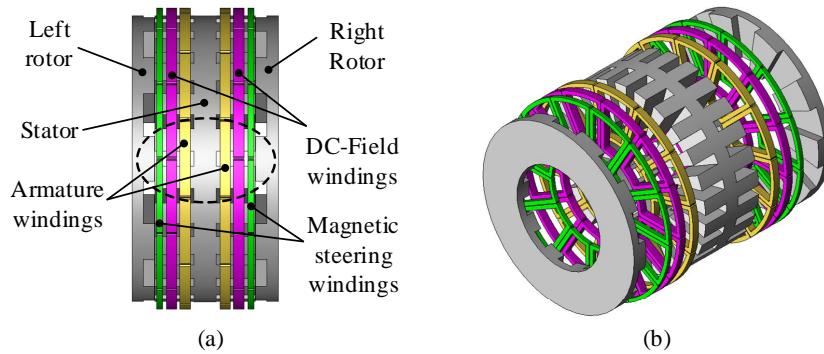 Left
rotor
Right
Rotor
Stator
DC-Field
windings
Armature
windings
Magnetic
steering
windings
(a)
(b)